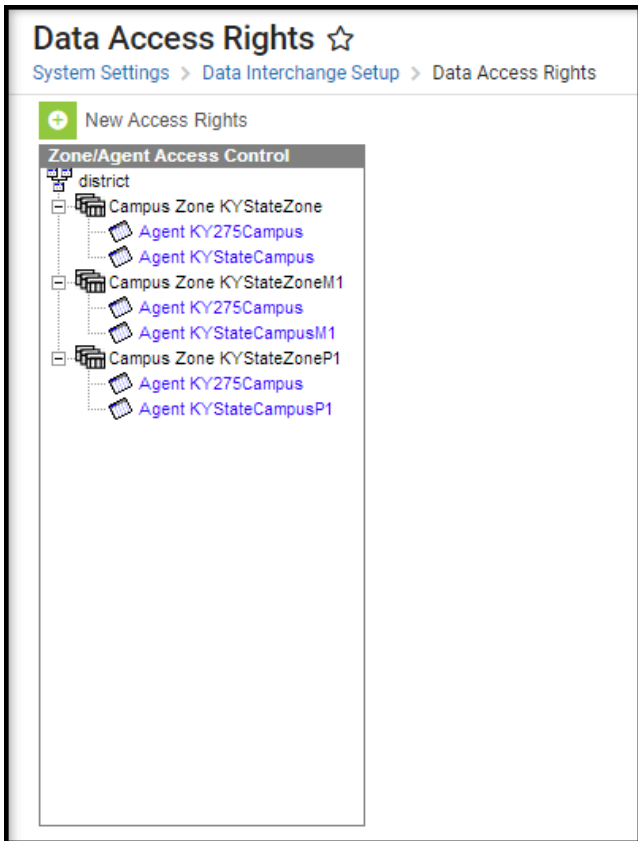 Data Access Rights
System Settings > Data Interchange Setup > Data Access Rights
New Access Rights
Zone/Agent Access Control
district
Campus Zone KYStateZone
Agent KY275Campus
Agent KYStateCampus
Campus Zone KYStateZoneM1
Agent KY275Campus
Agent KYStateCampusM1
Campus Zone KYStateZoneP1
Agent KY275Campus
Agent KYStateCampusP1